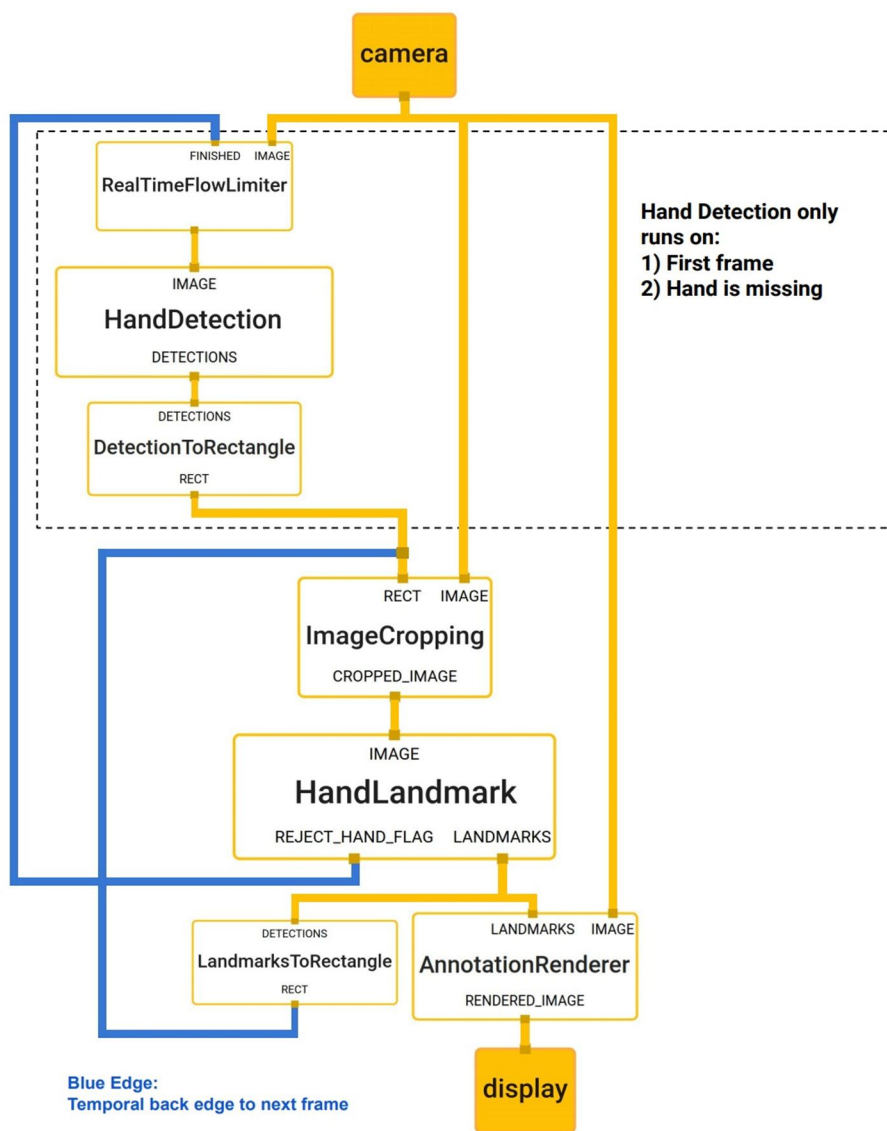 camera
FINISHED IMAGE
RealTimeFlowLimiter
Hand Detection only
runs on:
1) First frame
2) Hand is missing
IMAGE
HandDetection
DETECTIONS
DETECTIONS
DetectionToRectangle
RECT
RECT IMAGE
ImageCropping
CROPPED_IMAGE
IMAGE
HandLandmark
REJECT_HAND_FLAG LANDMARKS
DETECTIONS
LandmarksToRectangle
RECT
LANDMARKS IMAGE
AnnotationRenderer
RENDERED_IMAGE
display
Blue Edge:
Temporal back edge to next frame